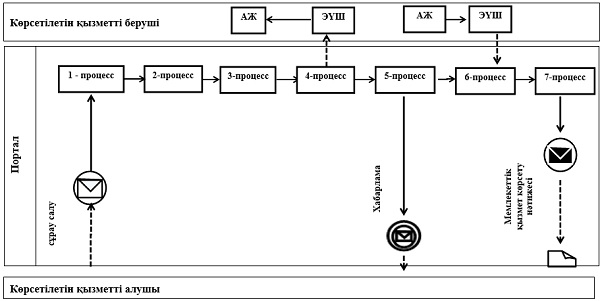 Көрсетілетін қызметті беруші
АЖ
ЭҮШ
АЖ
ЭҮШ
Портал
1 - процесс
2-процесс
3-процесс
4-процесс
5-процесс
6-процесс
7-процесс
сұрау салу
Хабарлама
Мемлекеттік
қызмет көрсету
нәтижесі
Көрсетілетін қызметті алушы